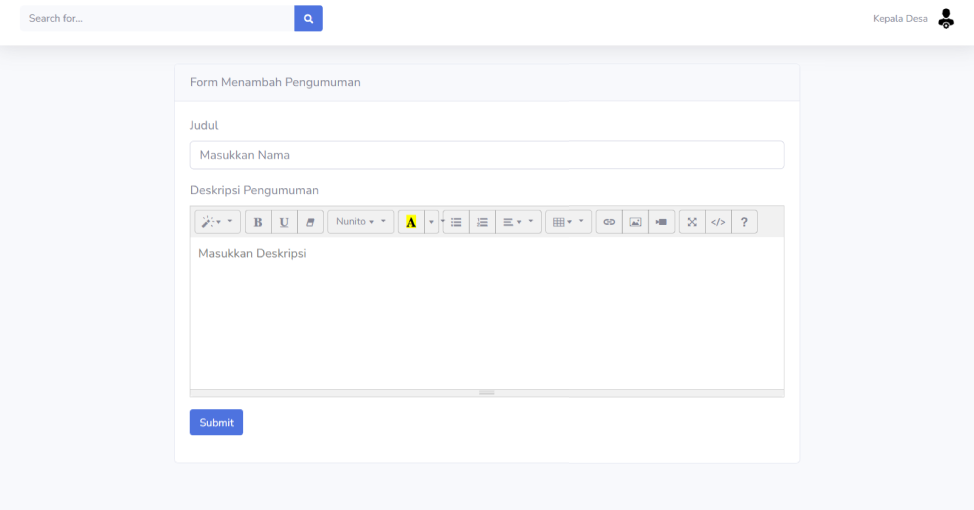 Search for...
Kepala Desa
Form Menambah Pengumuman
Judul
Masukkan Nama
Deskripsi Pengumuman
B U Nunito A </> ?
Masukkan Deskripsi
Submit